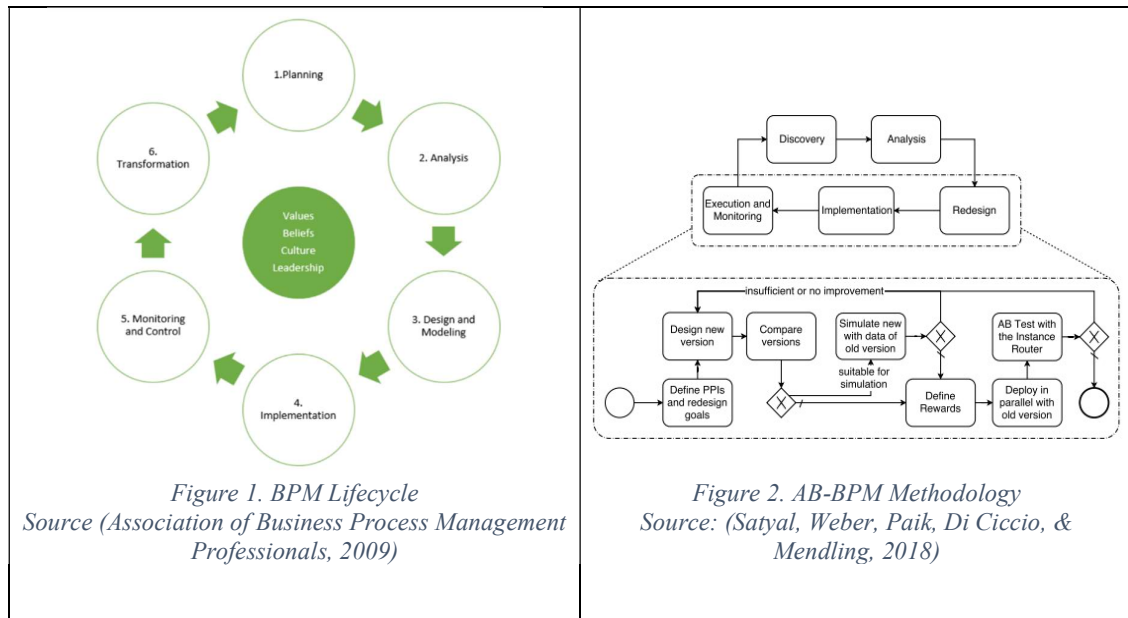 1.Planning
2. Analysis
3. Design and
Modeling
4.
Implementation
5. Monitoring
and Control
6.
Transformation
Values
Beliefs
Culture
Leadership
Figure 1. BPM Lifecycle
Source (Association of Business Process Management
Professionals, 2009)
Discovery
Analysis
Execution and
Monitoring
Implementation
Redesign
insufficient or no improvement
Design new
version
Compare
versions
Simulate new
with data of
old version
AB Test with
the Instance
Router
suitable for
simulation
Define PPIs
and redesign
goals
X
X
X
Define
Rewards
Deploy in
parallel with
old version
Figure 2. AB-BPM Methodology
Source: (Satyal, Weber, Paik, Di Ciccio, &
Mendling, 2018)